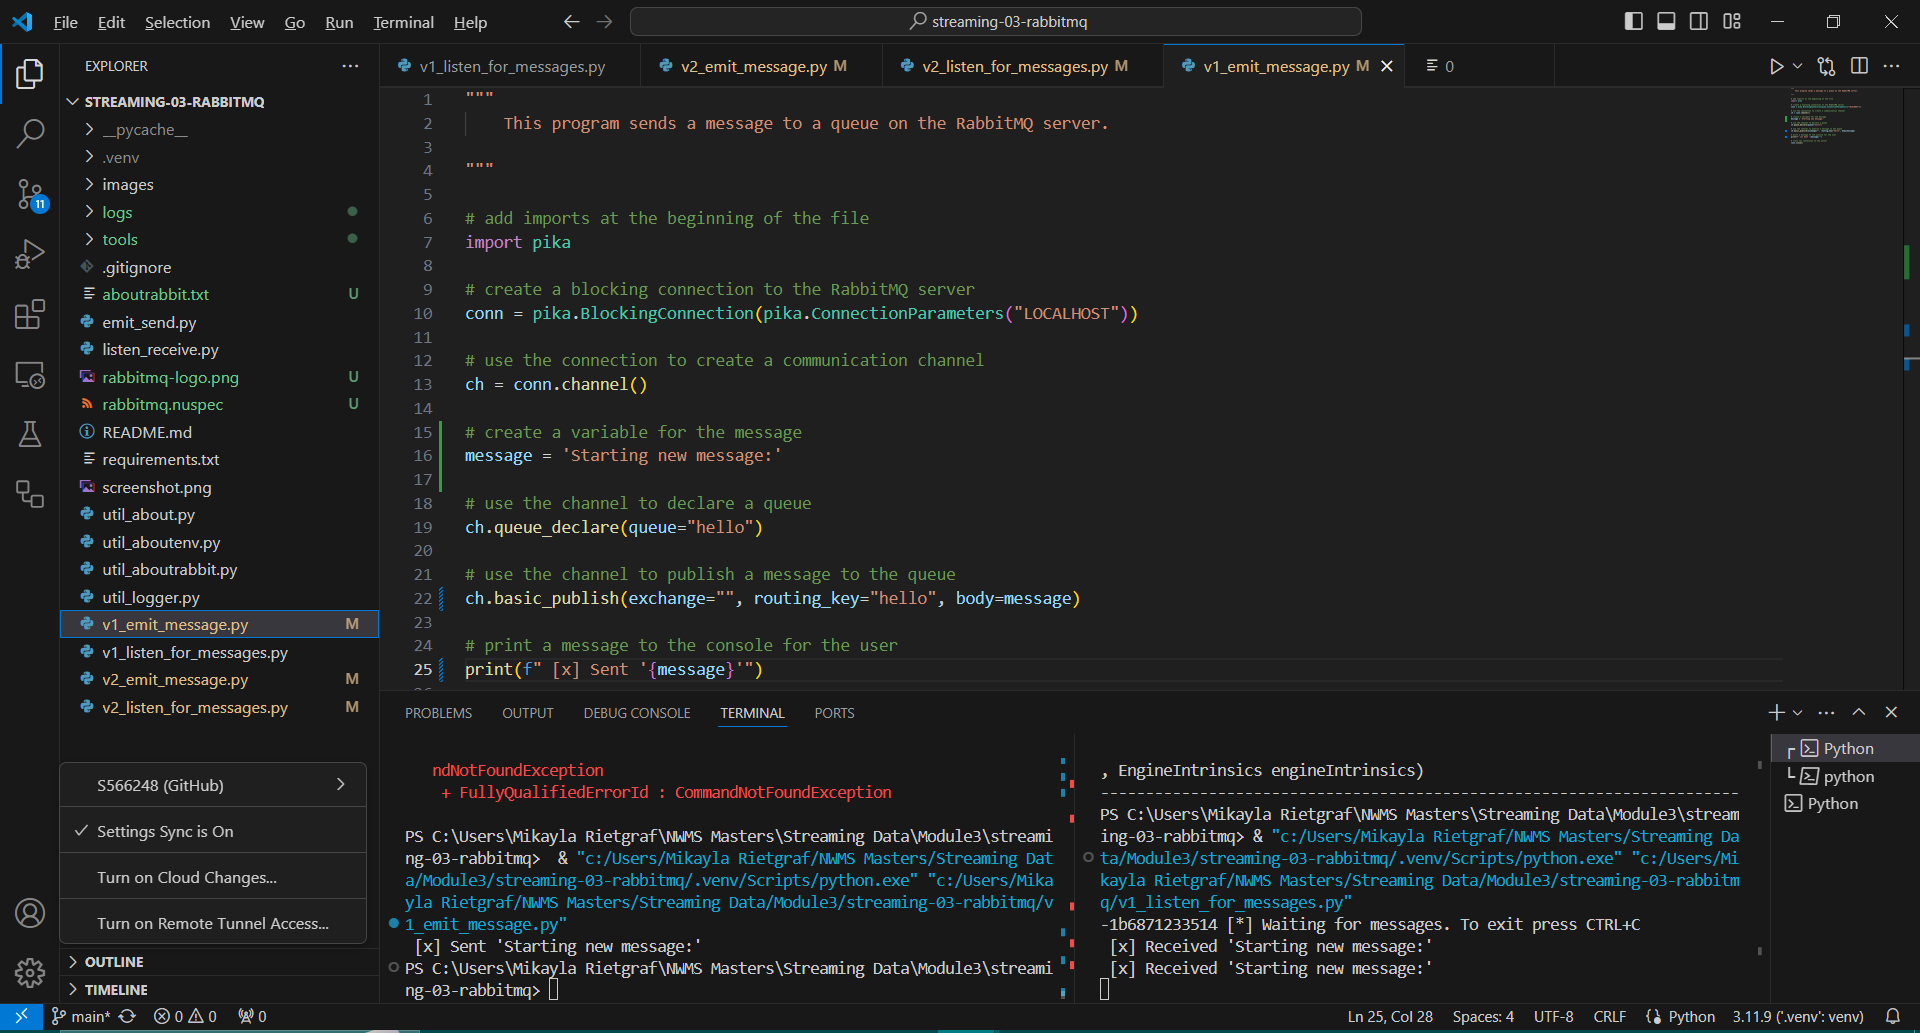 File Edit Selection View Go Run Terminal Help
streaming-03-rabbitmq
EXPLORER
STREAMING-03-RABBITMQ
__pycache__
.venv
images
logs
tools
.gitignore
aboutrabbit.txt U
emit_send.py
listen_receive.py
rabbitmq-logo.png U
rabbitmq.nuspec U
README.md
requirements.txt
screenshot.png
util_about.py
util_aboutenv.py
util_aboutrabbit.py
util_logger.py
v1_emit_message.py M
v1_listen_for_messages.py
v2_emit_message.py M
v2_listen_for_messages.py M
11
S566248 (GitHub)
Settings Sync is On
Turn on Cloud Changes...
Turn on Remote Tunnel Access...
OUTLINE
TIMELINE
v1_listen_for_messages.py v2_emit_message.py M v2_listen_for_messages.py M v1_emit_message.py M 0
1 """
2 This program sends a message to a queue on the RabbitMQ server.
3
4 """
5
6 # add imports at the beginning of the file
7 import pika
8
9 # create a blocking connection to the RabbitMQ server
10 conn = pika.BlockingConnection(pika.ConnectionParameters("LOCALHOST"))
11
12 # use the connection to create a communication channel
13 ch = conn.channel()
14
15 # create a variable for the message
16 message = 'Starting new message:'
17
18 # use the channel to declare a queue
19 ch.queue_declare(queue="hello")
20
21 # use the channel to publish a message to the queue
22 ch.basic_publish(exchange="", routing_key="hello", body=message)
23
24 # print a message to the console for the user
25 print(f" [x] Sent '{message}'")
PROBLEMS OUTPUT DEBUG CONSOLE TERMINAL PORTS
ndNotFoundException
+ FullyQualifiedErrorId : CommandNotFoundException
PS C:\Users\Mikayla Rietgraf\NWMS Masters\Streaming Data\Module3\streami
ng-03-rabbitmq> & "c:/Users/Mikayla Rietgraf/NWMS Masters/Streaming Dat
a/Module3/streaming-03-rabbitmq/.venv/Scripts/python.exe" "c:/Users/Mika
yla Rietgraf/NWMS Masters/Streaming Data/Module3/streaming-03-rabbitmq/v
1_emit_message.py"
[x] Sent 'Starting new message:'
PS C:\Users\Mikayla Rietgraf\NWMS Masters\Streaming Data\Module3\streami
ng-03-rabbitmq>
, EngineIntrinsics engineIntrinsics)
-------------------------------------------------------------------
PS C:\Users\Mikayla Rietgraf\NWMS Masters\Streaming Data\Module3\stream
ing-03-rabbitmq> & "c:/Users/Mikayla Rietgraf/NWMS Masters/Streaming Da
ta/Module3/streaming-03-rabbitmq/.venv/Scripts/python.exe" "c:/Users/Mi
kayla Rietgraf/NWMS Masters/Streaming Data/Module3/streaming-03-rabbitm
q/v1_listen_for_messages.py"
-1b6871233514 [*] Waiting for messages. To exit press CTRL+C
[x] Received 'Starting new message:'
[x] Received 'Starting new message:'
Python
python
Python
main* 0 0 0 Ln 25, Col 28 Spaces: 4 UTF-8 CRLF Python 3.11.9 ('.venv': venv)